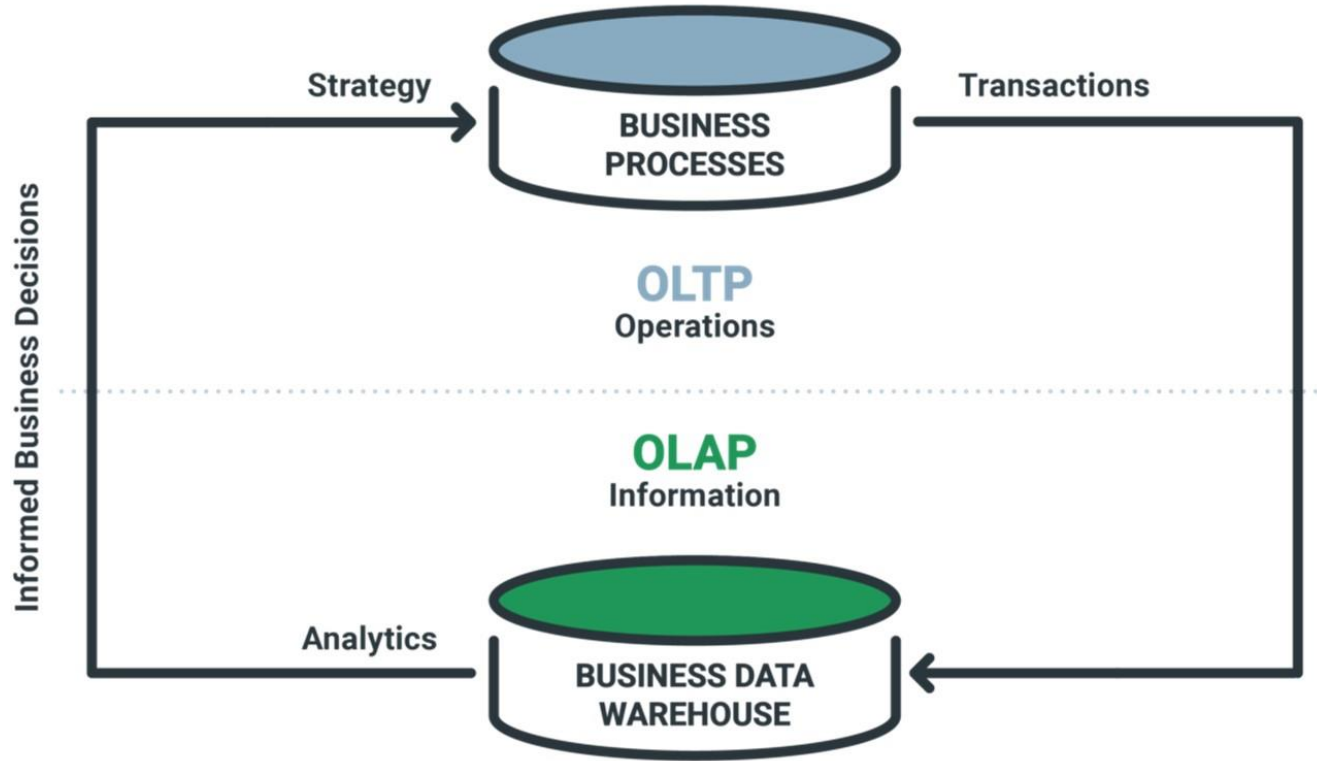 Strategy
Transactions
BUSINESS
PROCESSES
Informed Business Decisions
OLTP
Operations
OLAP
Information
Analytics
BUSINESS DATA
WAREHOUSE